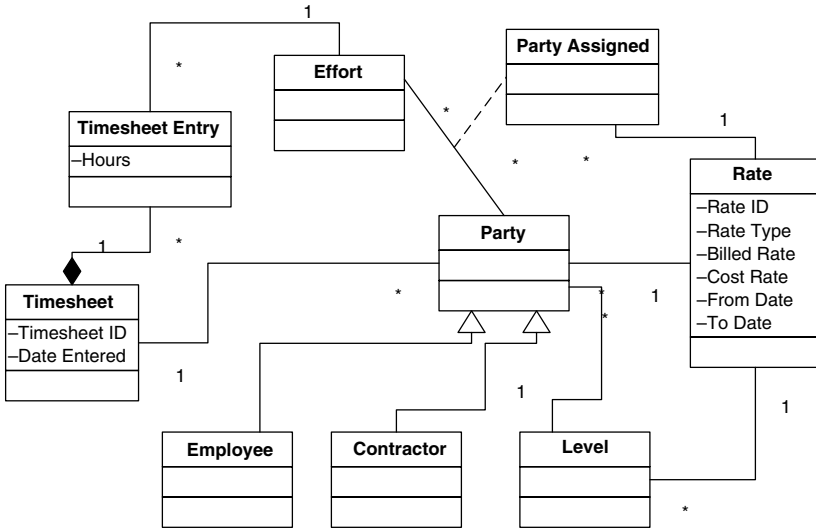 1
*
Effort
Party Assigned
*
1
Timesheet Entry
–Hours
*
*
Rate
–Rate ID
–Rate Type
–Billed Rate
–Cost Rate
–From Date
–To Date
Party
1
*
Timesheet
–Timesheet ID
–Date Entered
*
*
*
1
1
1
1
Employee
Contractor
Level
*